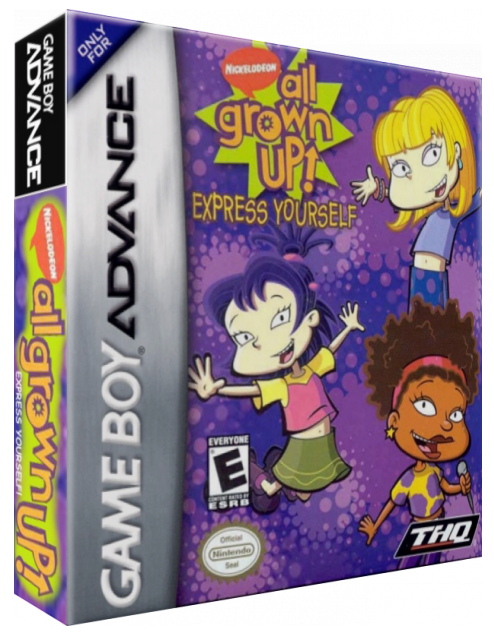 GAME BOY
ADVANCE
NICKELODEON
all grown UP!
EXPRESS YOURSELF!
ONLY
FOR
GAME BOY ADVANCE
NICKELODEON
all
grown
UP!
EXPRESS YOURSELF
EVERYONE
E
CONTENT RATED BY
ESRB
Official
Nintendo
Seal
THQ